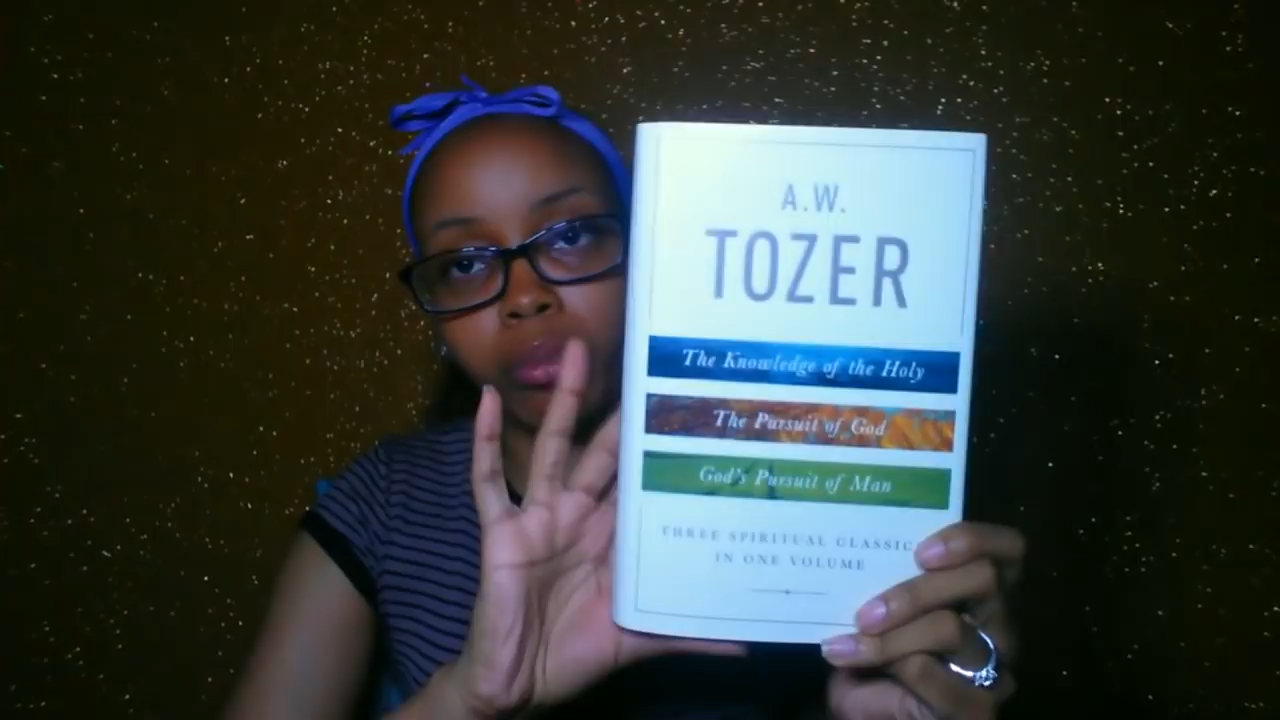 A.W.
TOZER
The Knowledge of the Holy
The Pursuit of God
God's Pursuit of Man
THREE SPIRITUAL CLASSIC
IN ONE VOLUME